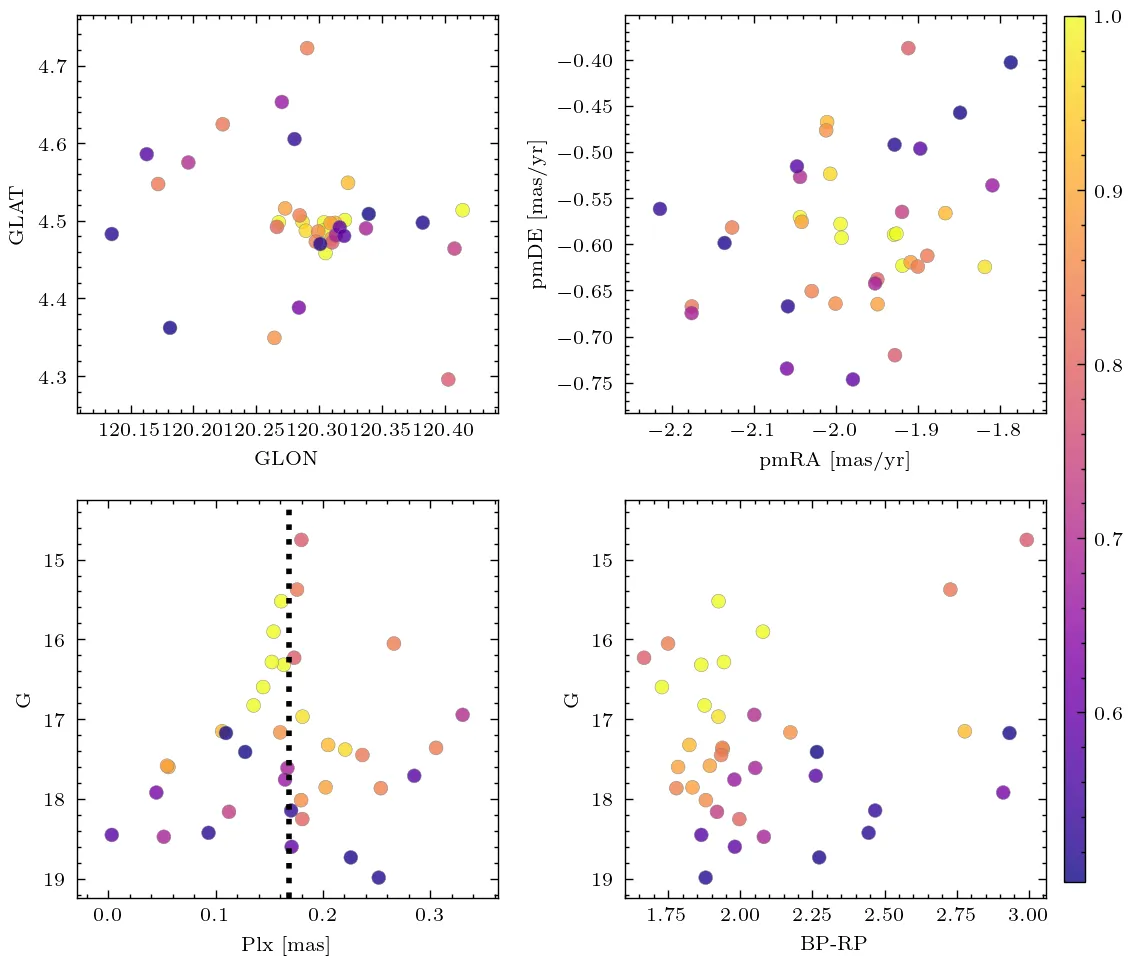 4.7
4.6
4.5
4.4
4.3
GLAT
120.15 120.20 120.25 120.30 120.35 120.40
GLON
−0.40
−0.45
−0.50
−0.55
−0.60
−0.65
−0.70
−0.75
pmDE [mas/yr]
−2.2 −2.1 −2.0 −1.9 −1.8
pmRA [mas/yr]
1.0
0.9
0.8
0.7
0.6
15
16
17
18
19
G
0.0 0.1 0.2 0.3
Plx [mas]
15
16
17
18
19
G
1.75 2.00 2.25 2.50 2.75 3.00
BP-RP